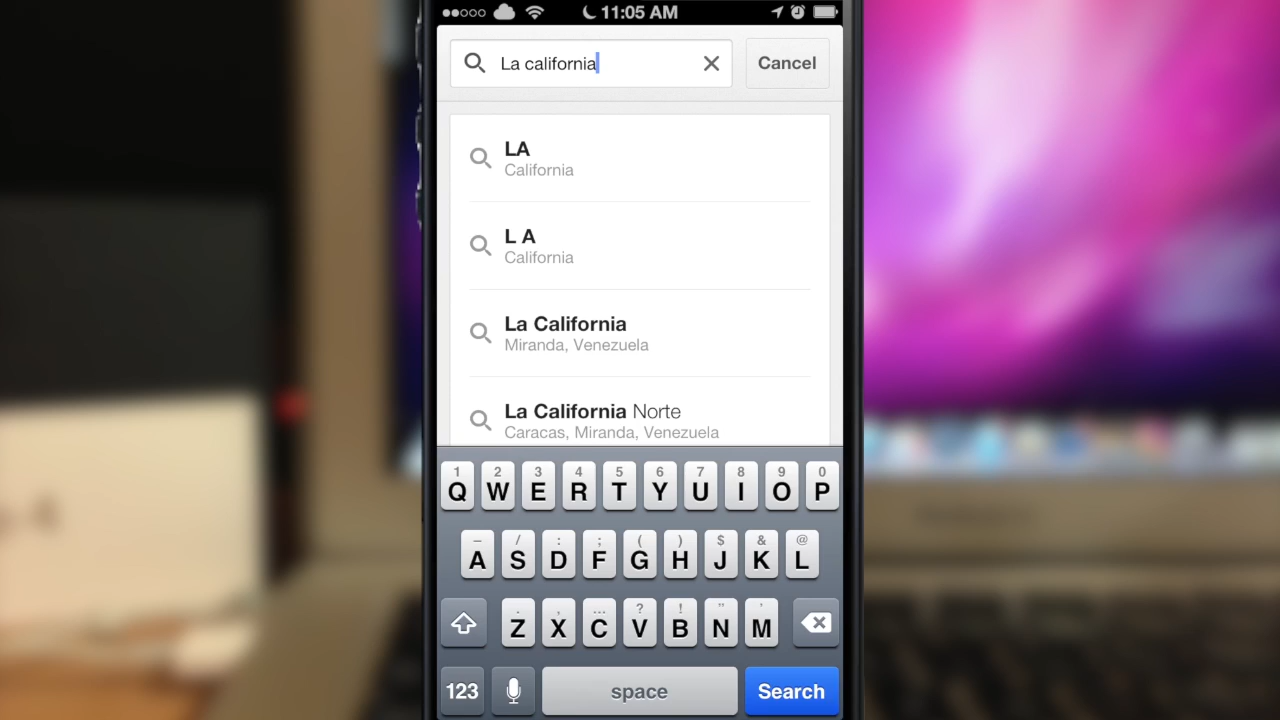 11:05 AM
La california
Cancel
LA
California
L A
California
La California
Miranda, Venezuela
La California Norte
Caracas, Miranda, Venezuela
1 2 3 4 5 6 7 8 9 0
Q W E R T Y U I O P
– / : ; ( ) $ & @
A S D F G H J K L
. , ... ? ! " '
Z X C V B N M
123 space Search